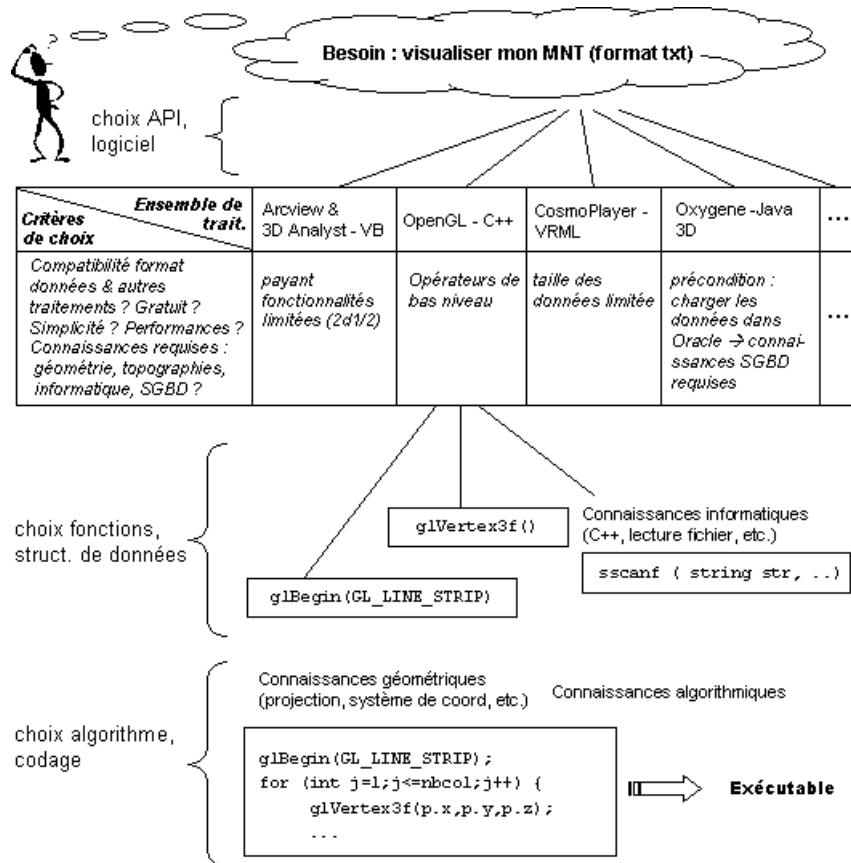 ?
Besoin : visualiser mon MNT (format txt)
choix API,
logiciel
Ensemble de
trait.
Critères
de choix
Arcview &
3D Analyst - VB
OpenGL - C++
CosmoPlayer -
VRML
Oxygene -Java
3D
...
Compatibilité format
données & autres
traitements ? Gratuit ?
Simplicité ? Performances ?
Connaissances requises :
géométrie, topographies,
informatique, SGBD ?
payant
fonctionnalités
limitées (2d1/2)
Opérateurs de
bas niveau
taille des
données limitée
précondition :
charger les
données dans
Oracle → connai-
ssances SGBD
requises
...
choix fonctions,
struct. de données
glVertex3f()
Connaissances informatiques
(C++, lecture fichier, etc.)
sscanf ( string str, ..)
glBegin(GL_LINE_STRIP)
choix algorithme,
codage
Connaissances géométriques
(projection, système de coord, etc.)
Connaissances algorithmiques
glBegin(GL_LINE_STRIP);
for (int j=1;j<=nbcol;j++) {
glVertex3f(p.x,p.y,p.z);
...
Exécutable